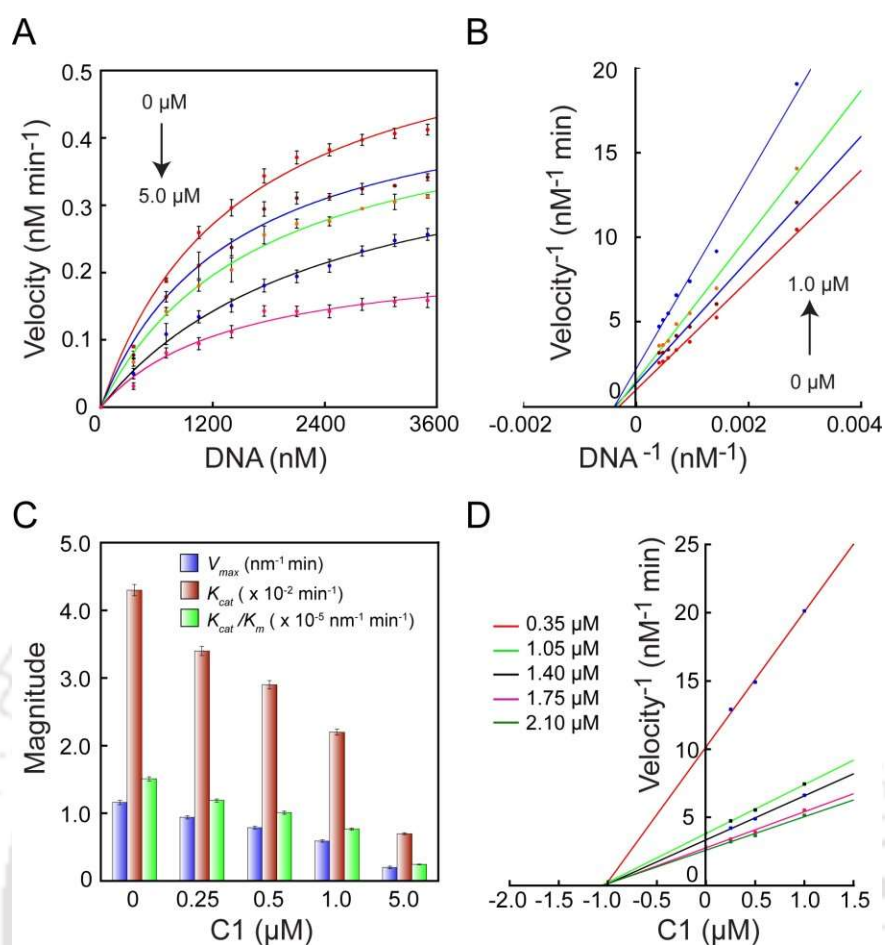 A
0.5
0.4
0.3
0.2
0.1
0
Velocity (nM min-1)
0 µM
5.0 µM
0
1200
2400
3600
DNA (nM)
B
20
15
10
5
0
Velocity-1 (nM-1 min)
1.0 µM
0 µM
-0.002
0
0.002
0.004
DNA -1 (nM-1)
C
5.0
4.0
3.0
2.0
1.0
0
Magnitude
Vmax (nm-1 min)
Kcat ( x 10-2 min-1)
Kcat /Km ( x 10-5 nm-1 min-1)
0
0.25
0.5
1.0
5.0
C1 (µM)
D
0.35 µM
1.05 µM
1.40 µM
1.75 µM
2.10 µM
25
20
15
10
5
0
Velocity-1 (nM-1 min)
-2.0
-1.5
-1.0
-0.5
0
0.5
1.0
1.5
C1 (µM)